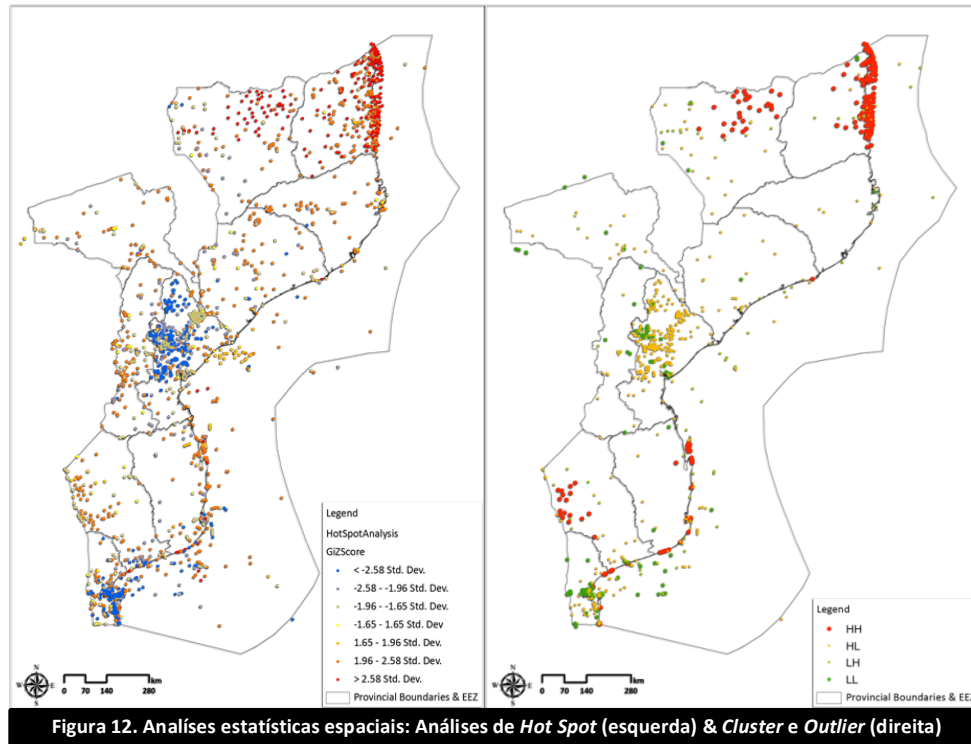 Legend
HotSpotAnalysis
GiZScore
< -2.58 Std. Dev.
-2.58 - -1.96 Std. Dev.
-1.96 - -1.65 Std. Dev.
-1.65 - 1.65 Std. Dev
1.65 - 1.96 Std. Dev.
1.96 - 2.58 Std. Dev.
> 2.58 Std. Dev.
Provincial Boundaries & EEZ
N
W E
S
km
0 70 140 280
Legend
HH
HL
LH
LL
Provincial Boundaries & EEZ
N
W E
S
km
0 70 140 280
Figura 12. Analíses estatísticas espaciais: Análises de Hot Spot (esquerda) & Cluster e Outlier (direita)